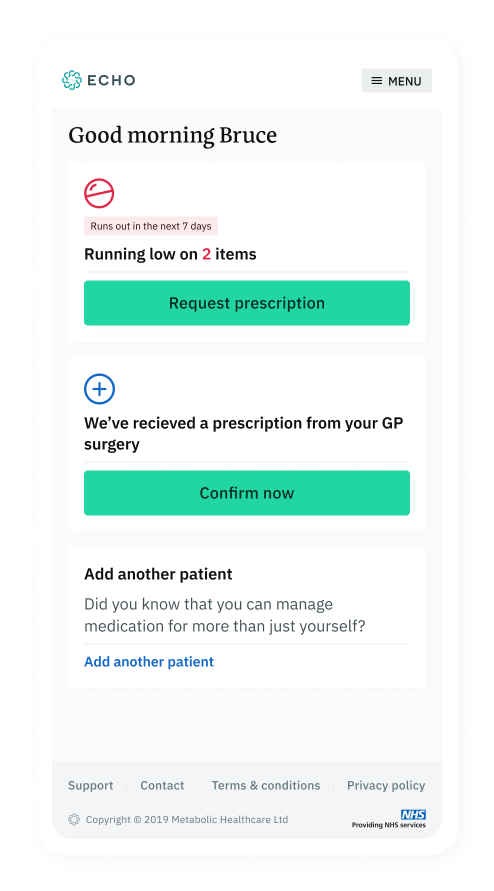 ECHO
MENU
Good morning Bruce
Runs out in the next 7 days
Running low on 2 items
Request prescription
We’ve recieved a prescription from your GP
surgery
Confirm now
Add another patient
Did you know that you can manage
medication for more than just yourself?
Add another patient
Support Contact Terms & conditions Privacy policy
Copyright © 2019 Metabolic Healthcare Ltd
NHS
Providing NHS services